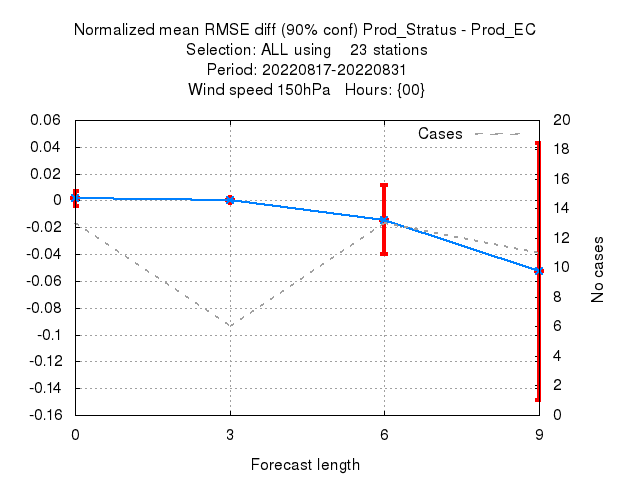 Normalized mean RMSE diff (90% conf) Prod_Stratus - Prod_EC
Selection: ALL using    23 stations
Period: 20220817-20220831
Wind speed 150hPa   Hours: {00}
Cases
0.06
0.04
0.02
0
-0.02
-0.04
-0.06
-0.08
-0.1
-0.12
-0.14
-0.16
20
18
16
14
12
10
8
6
4
2
0
No cases
0 3 6 9
Forecast length